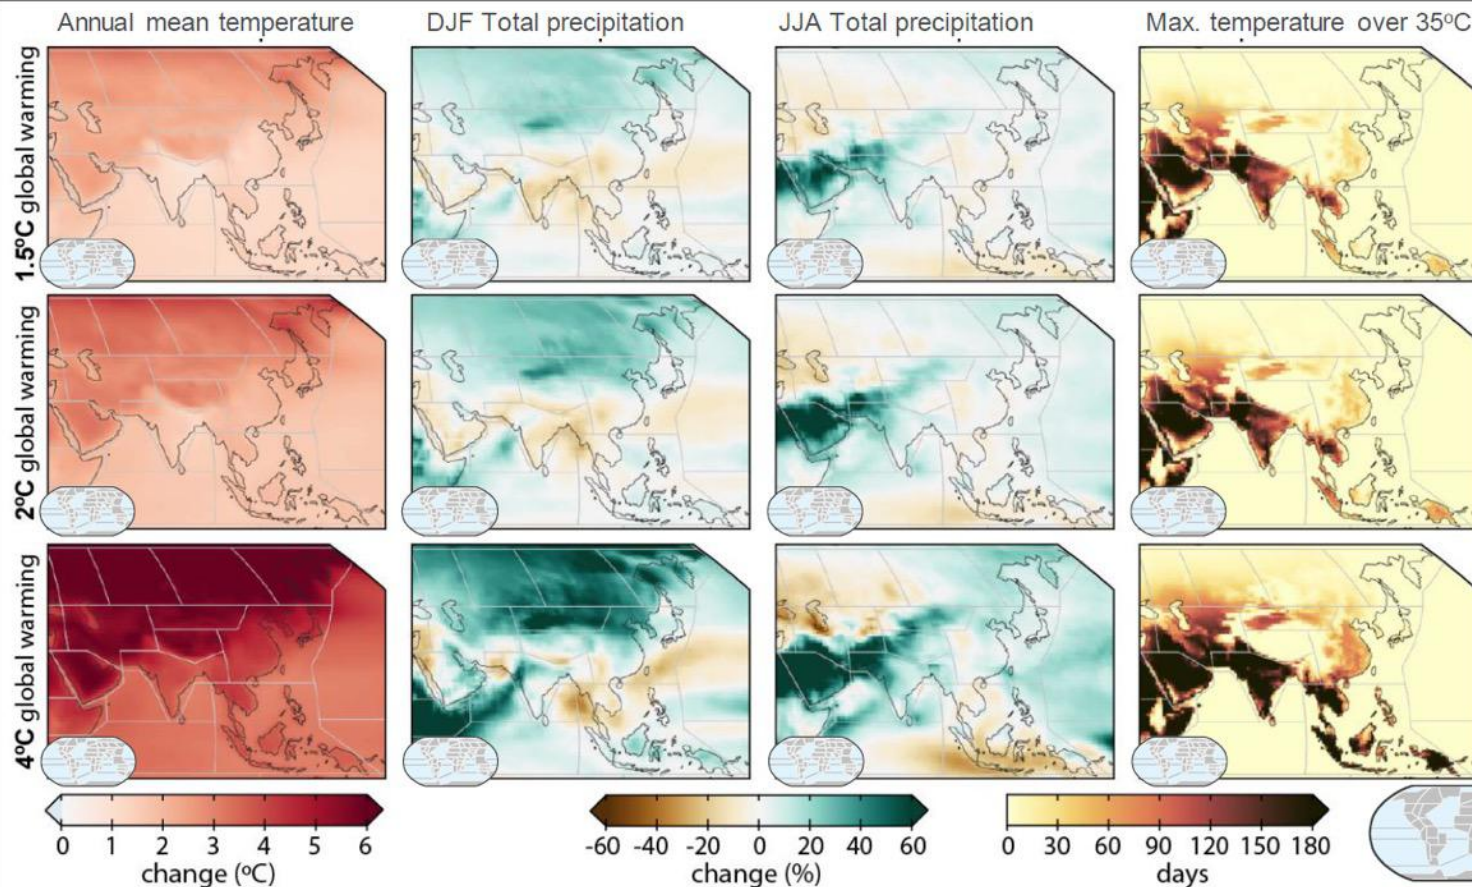 Annual mean temperature
DJF Total precipitation
JJA Total precipitation
Max. temperature over 35ºC
1.5ºC global warming
2ºC global warming
4ºC global warming
0 1 2 3 4 5 6
change (ºC)
-60 -40 -20 0 20 40 60
change (%)
0 30 60 90 120 150 180
days